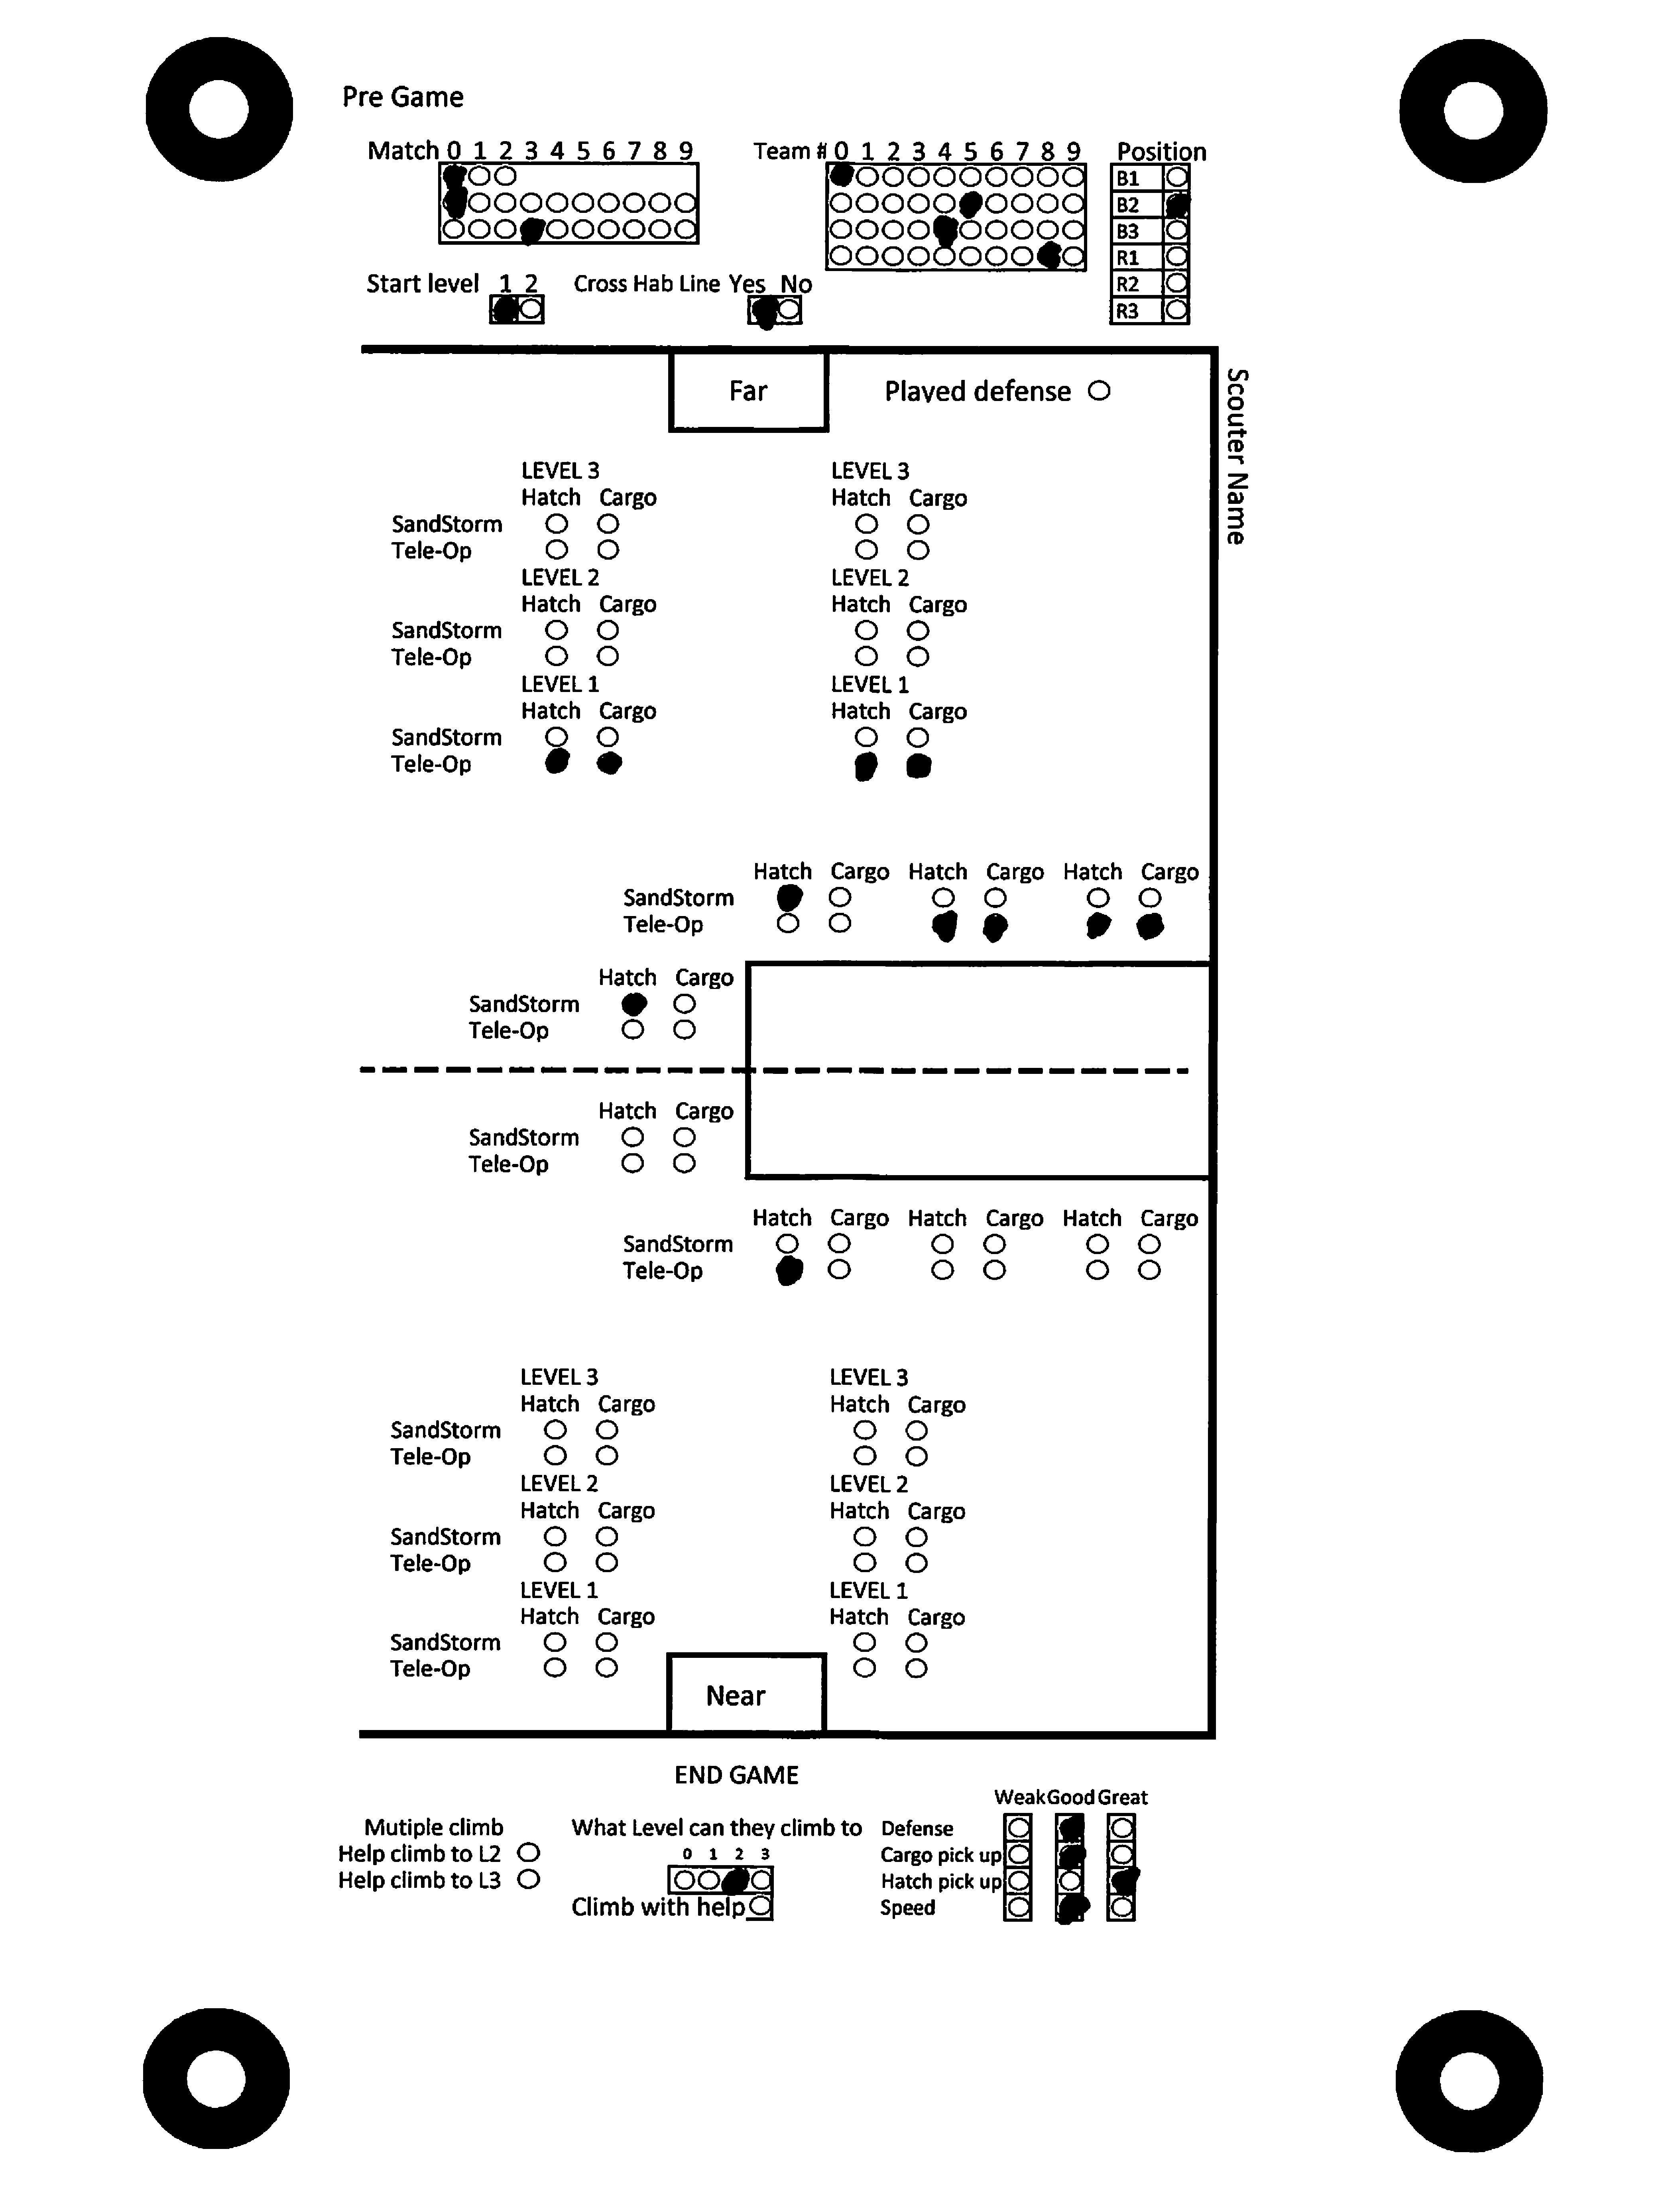 Pre Game
Match 0 1 2 3 4 5 6 7 8 9
Team # 0 1 2 3 4 5 6 7 8 9
Position
B1
B2
B3
R1
R2
R3
Start level 1 2
Cross Hab Line Yes No
Far
Played defense
Scouter Name
LEVEL 3 LEVEL 3
Hatch Cargo Hatch Cargo
SandStorm
Tele-Op
LEVEL 2 LEVEL 2
Hatch Cargo Hatch Cargo
SandStorm
Tele-Op
LEVEL 1 LEVEL 1
Hatch Cargo Hatch Cargo
SandStorm
Tele-Op
Hatch Cargo Hatch Cargo Hatch Cargo
SandStorm
Tele-Op
Hatch Cargo
SandStorm
Tele-Op
Hatch Cargo
SandStorm
Tele-Op
Hatch Cargo Hatch Cargo Hatch Cargo
SandStorm
Tele-Op
LEVEL 3 LEVEL 3
Hatch Cargo Hatch Cargo
SandStorm
Tele-Op
LEVEL 2 LEVEL 2
Hatch Cargo Hatch Cargo
SandStorm
Tele-Op
LEVEL 1 LEVEL 1
Hatch Cargo Hatch Cargo
SandStorm
Tele-Op
Near
END GAME
Mutiple climb
Help climb to L2
Help climb to L3
What Level can they climb to
0 1 2 3
Climb with help
Weak Good Great
Defense
Cargo pick up
Hatch pick up
Speed